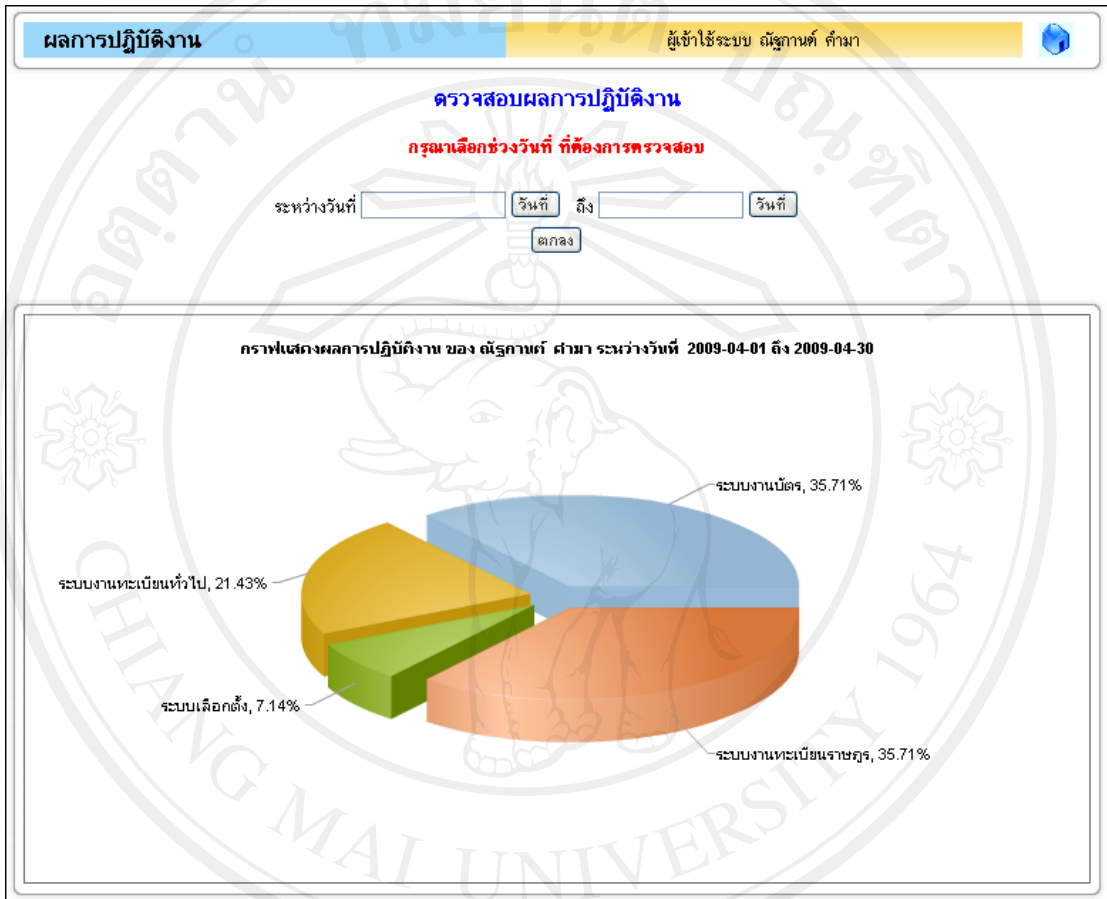 ผลการปฏิบัติงาน
ผู้เข้าใช้ระบบ ณัฐกานต์ คำมา
ตรวจสอบผลการปฏิบัติงาน
กรุณาเลือกช่วงวันที่ ที่ต้องการตรวจสอบ
ระหว่างวันที่ วันที่ ถึง วันที่
ตกลง
กราฟแสดงผลการปฏิบัติงาน ของ ณัฐกานต์ คำมา ระหว่างวันที่ 2009-04-01 ถึง 2009-04-30
ระบบงานบัตร, 35.71%
ระบบงานทะเบียนทั่วไป, 21.43%
ระบบเลือกตั้ง, 7.14%
ระบบงานทะเบียนราษฎร, 35.71%
CHIANG MAI UNIVERSITY 1964